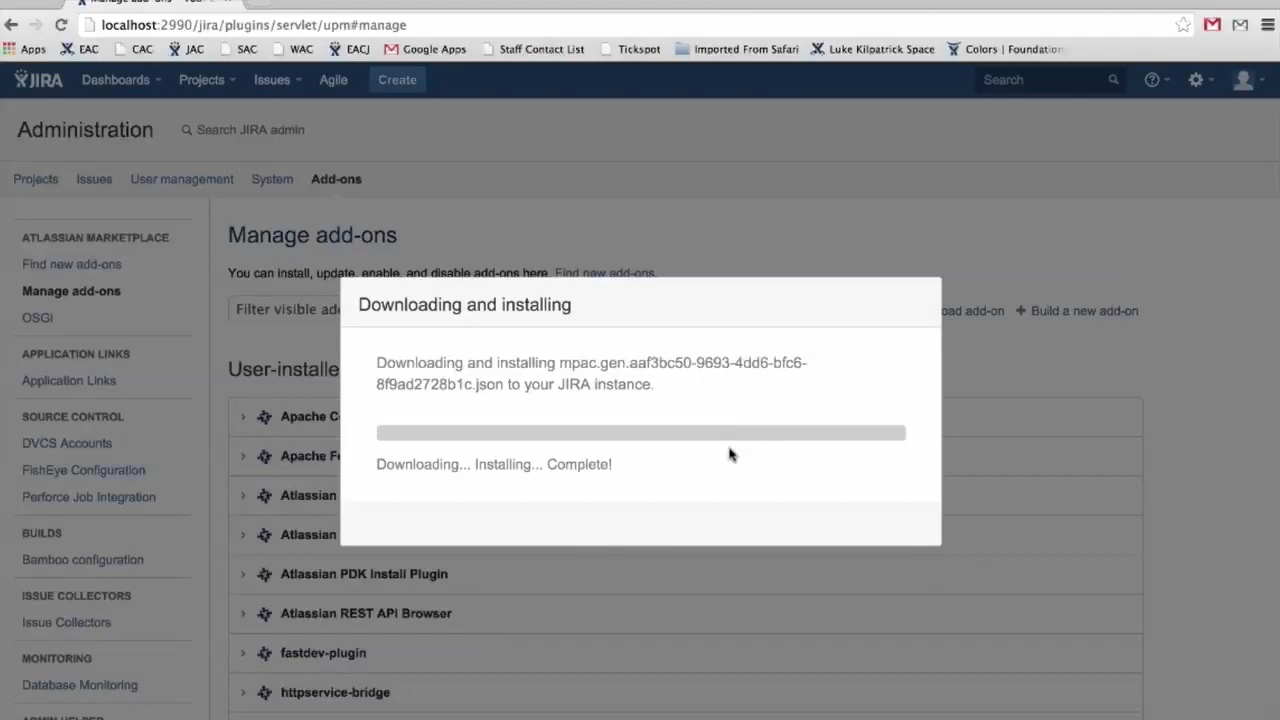 localhost:2990/jira/plugins/servlet/upm#manage
Apps EAC CAC JAC SAC WAC EACJ Google Apps Staff Contact List Tickspot Imported From Safari Luke Kilpatrick Space Colors | Foundation
JIRA Dashboards Projects Issues Agile Create Search
Administration Search JIRA admin
Projects Issues User management System Add-ons
ATLASSIAN MARKETPLACE
Find new add-ons
Manage add-ons
OSGi
APPLICATION LINKS
Application Links
SOURCE CONTROL
DVCS Accounts
FishEye Configuration
Perforce Job Integration
BUILDS
Bamboo configuration
ISSUE COLLECTORS
Issue Collectors
MONITORING
Database Monitoring
ADMIN HELPER
Manage add-ons
You can install, update, enable, and disable add-ons here. Find new add-ons.
Filter visible ad
oad add-on Build a new add-on
User-installe
Apache C
Apache Fe
Atlassian
Atlassian
Atlassian PDK Install Plugin
Atlassian REST API Browser
fastdev-plugin
httpservice-bridge
Downloading and installing
Downloading and installing mpac.gen.aaf3bc50-9693-4dd6-bfc6-
8f9ad2728b1c.json to your JIRA instance.
Downloading... Installing... Complete!